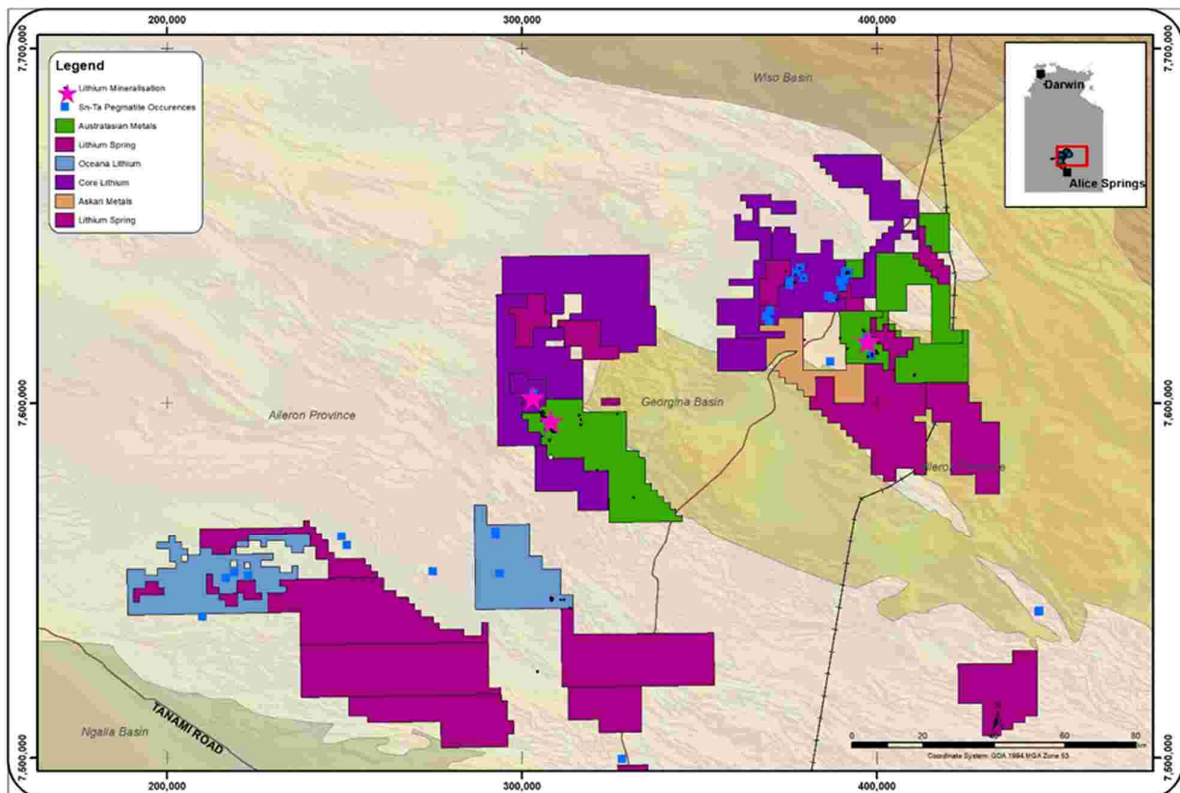 200,000
300,000
400,000
7,700,000
7,700,000
Legend
Lithium Mineralisation
Sn-Ta Pegmatite Occurences
Australasian Metals
Lithium Spring
Oceana Lithium
Core Lithium
Askari Metals
Lithium Spring
Wiso Basin
Darwin
Alice Springs
7,600,000
7,600,000
Aileron Province
Georgina Basin
Ngalia Basin
TANAMI ROAD
0
20
60
80
km
Coordinate System: GDA 1994 MGA Zone 53
7,500,000
7,500,000
200,000
300,000
400,000